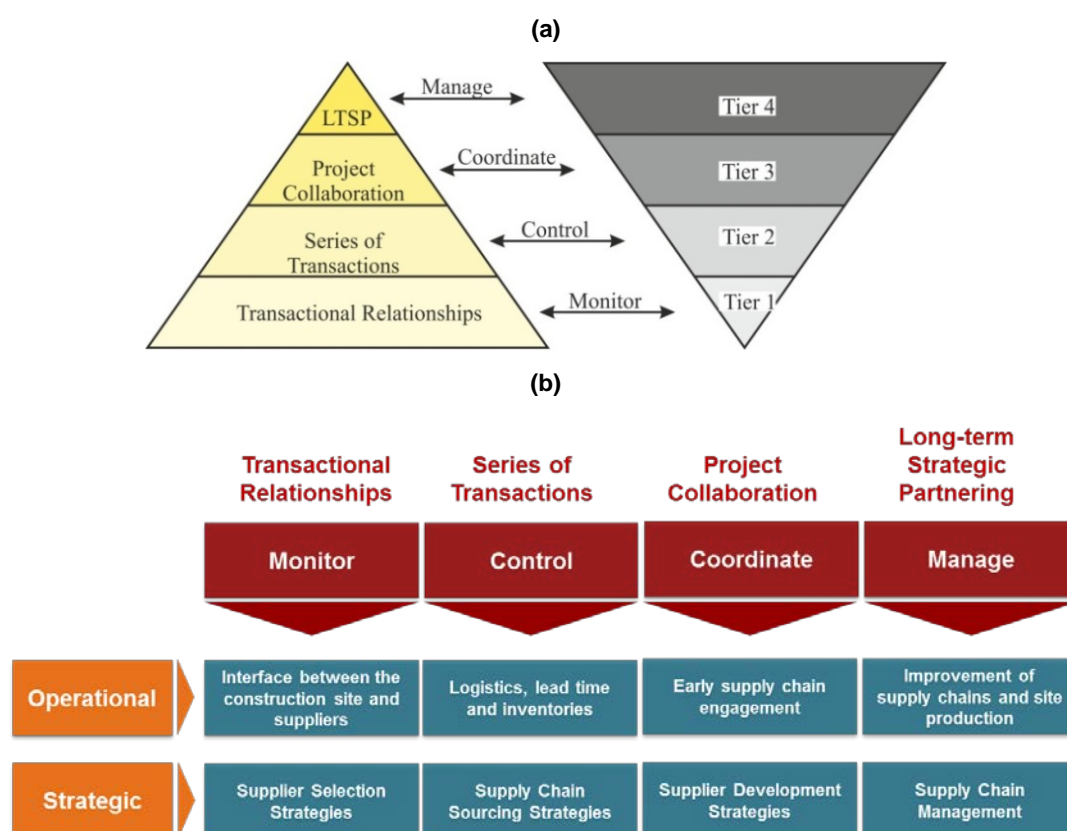 (a)
LTSP
Manage
Tier 4
Project
Collaboration
Coordinate
Tier 3
Series of
Transactions
Control
Tier 2
Transactional Relationships
Monitor
Tier 1
(b)
Transactional
Relationships
Series of
Transactions
Project
Collaboration
Long-term
Strategic
Partnering
Monitor
Control
Coordinate
Manage
Operational
Interface between the
construction site and
suppliers
Logistics, lead time
and inventories
Early supply chain
engagement
Improvement of
supply chains and site
production
Strategic
Supplier Selection
Strategies
Supply Chain
Sourcing Strategies
Supplier Development
Strategies
Supply Chain
Management